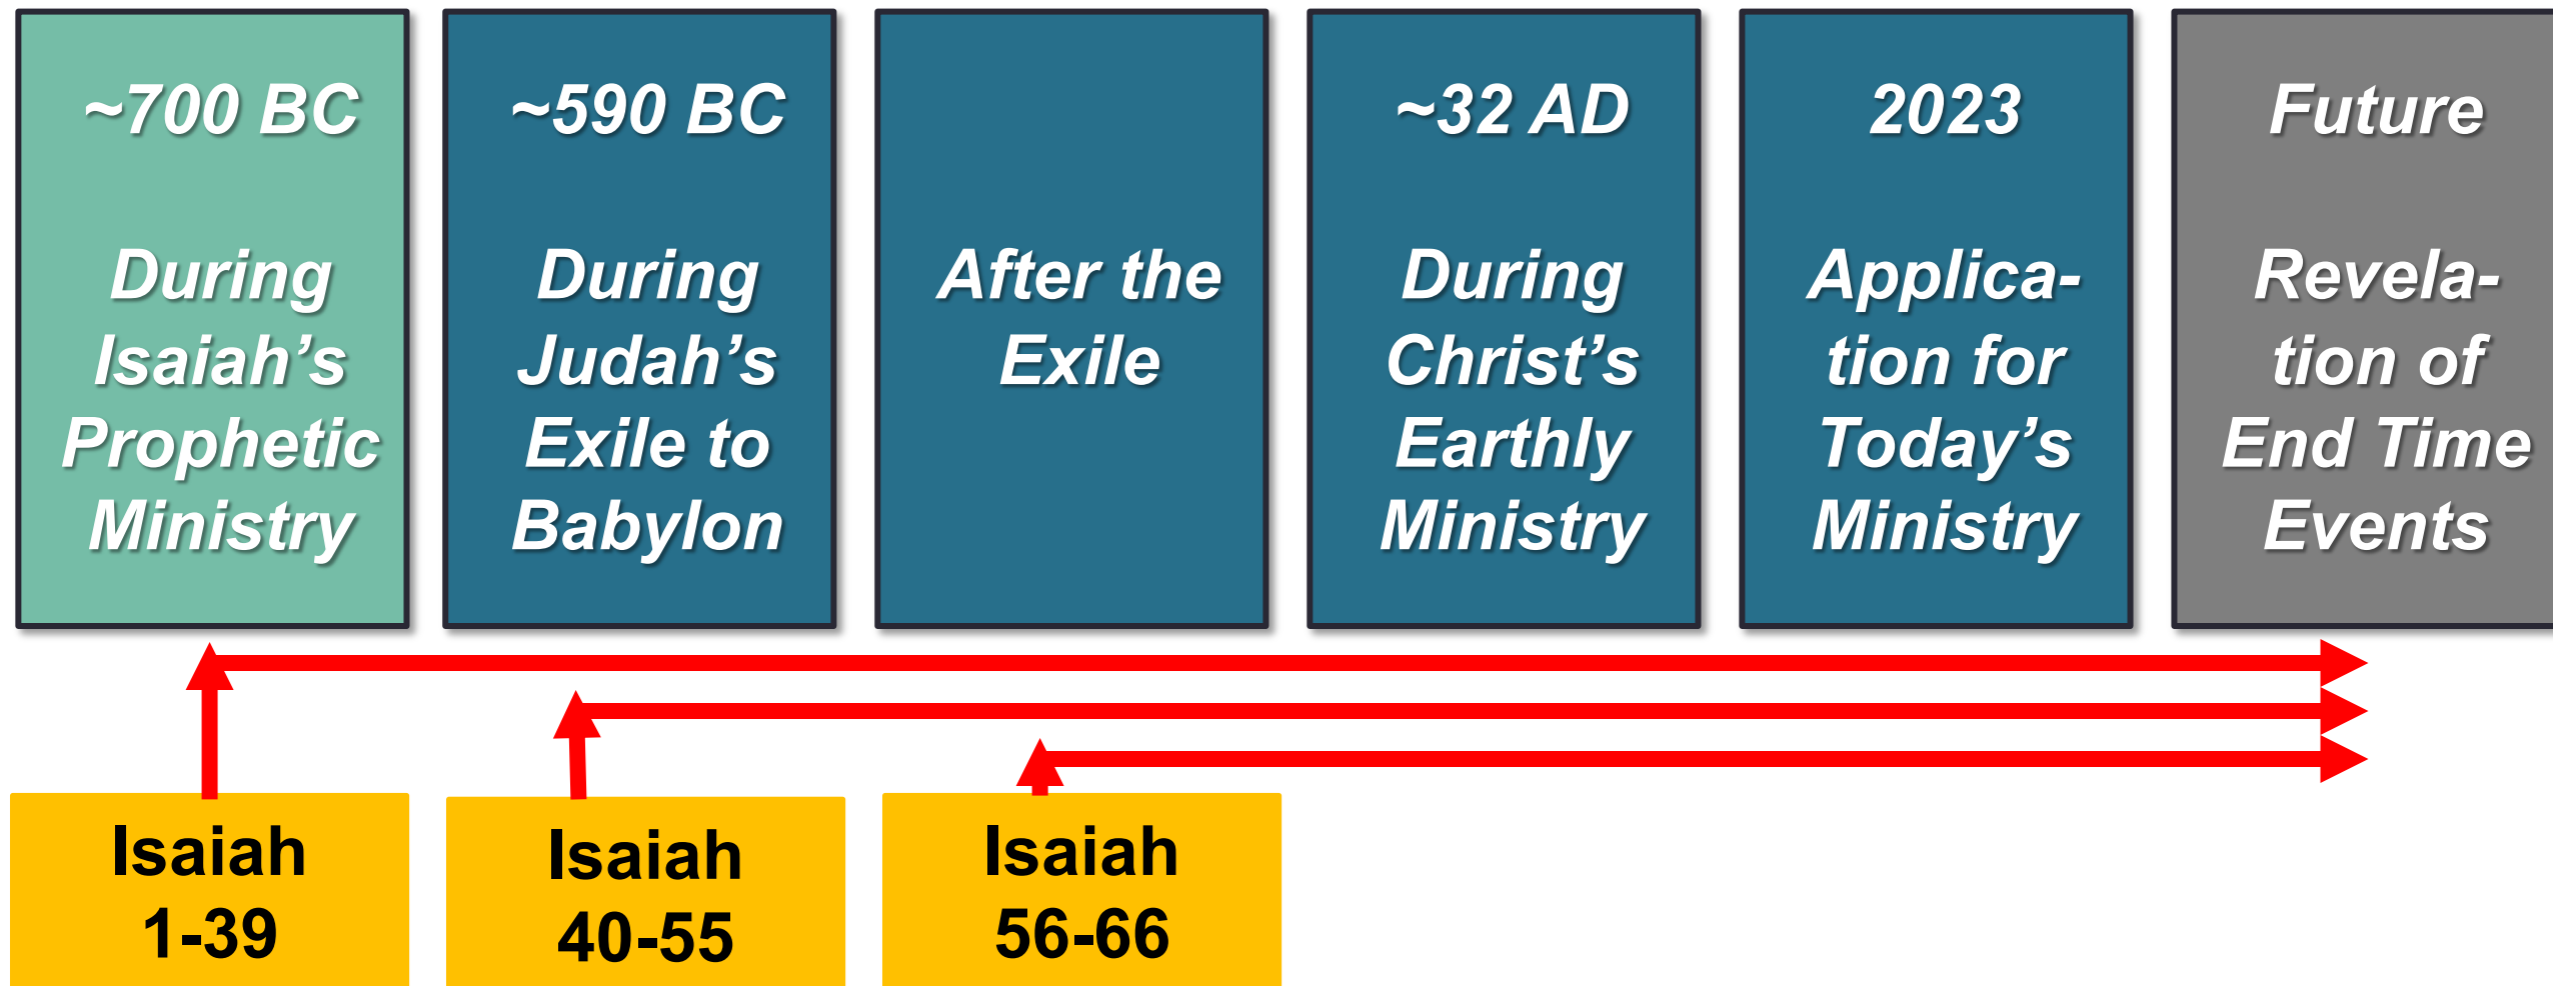 ~700 BC
During
Isaiah’s
Prophetic
Ministry
~590 BC
During
Judah’s
Exile to
Babylon
After the
Exile
~32 AD
During
Christ’s
Earthly
Ministry
2023
Applica-
tion for
Today’s
Ministry
Future
Revela-
tion of
End Time
Events
Isaiah
1-39
Isaiah
40-55
Isaiah
56-66